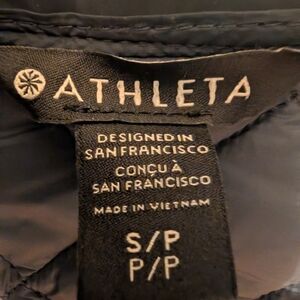 ATHLETA
DESIGNED IN
SAN FRANCISCO
CONÇU À
SAN FRANCISCO
MADE IN VIETNAM
S/P
P/P